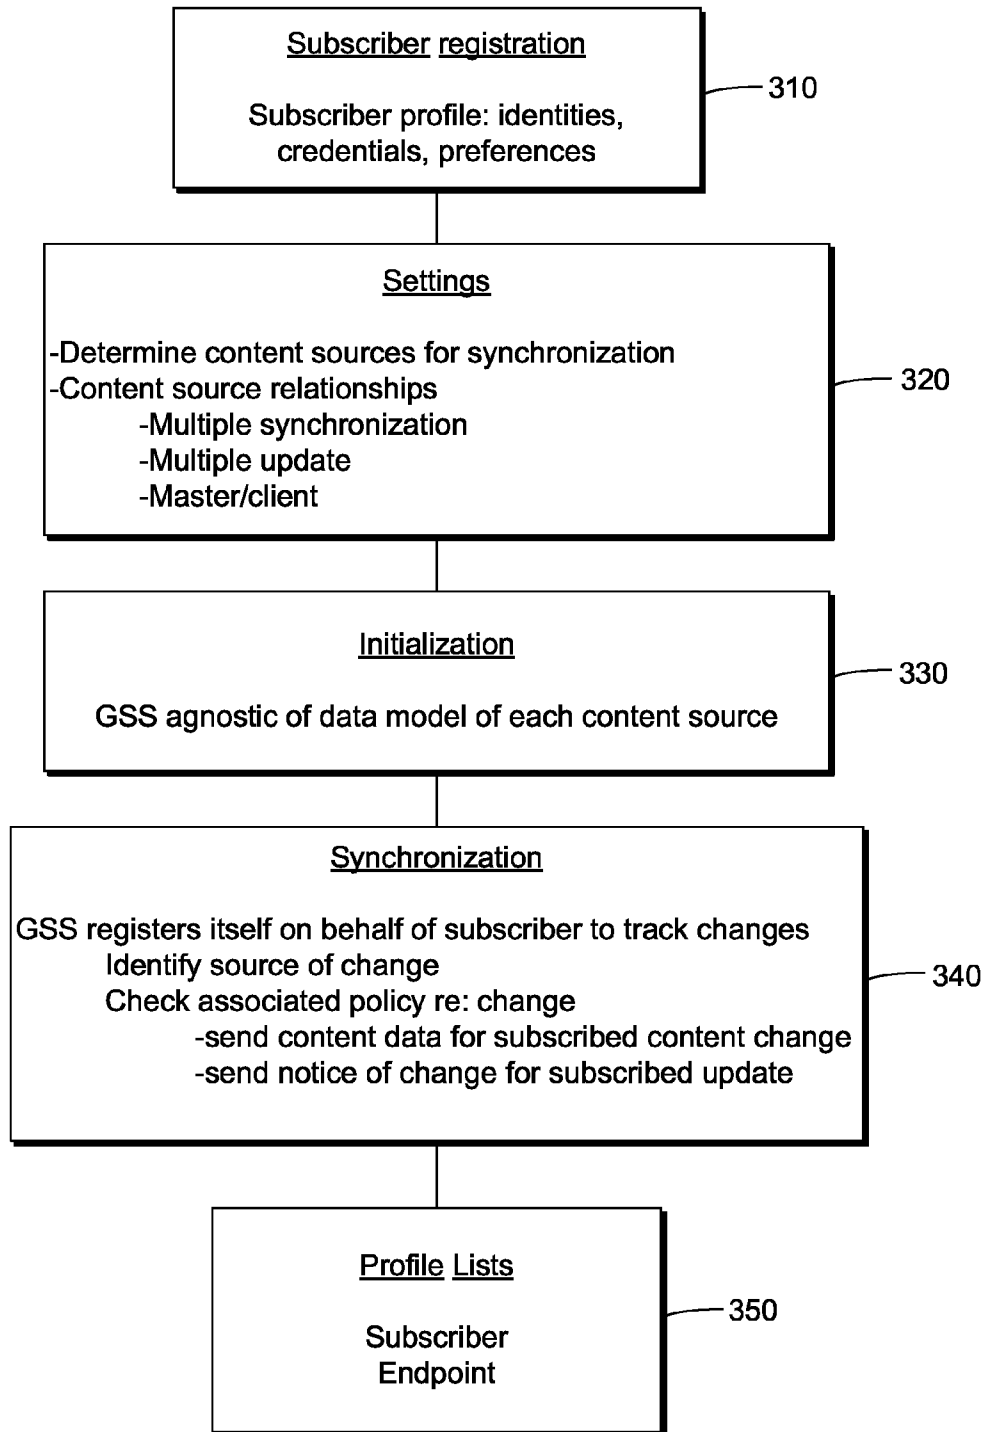 Subscriber registration
Subscriber profile: identities,
credentials, preferences
310
Settings
-Determine content sources for synchronization
-Content source relationships
-Multiple synchronization
-Multiple update
-Master/client
320
Initialization
GSS agnostic of data model of each content source
330
Synchronization
GSS registers itself on behalf of subscriber to track changes
Identify source of change
Check associated policy re: change
-send content data for subscribed content change
-send notice of change for subscribed update
340
Profile Lists
Subscriber
Endpoint
350